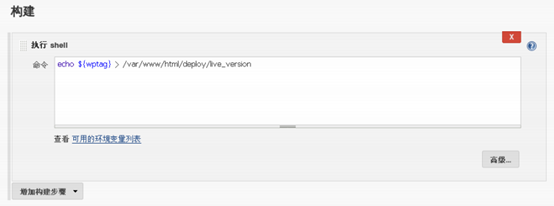 构建
执行 shell
X
命令 echo ${wptag} > /var/www/html/deploy/live_version
查看 可用的环境变量列表
高级...
增加构建步骤